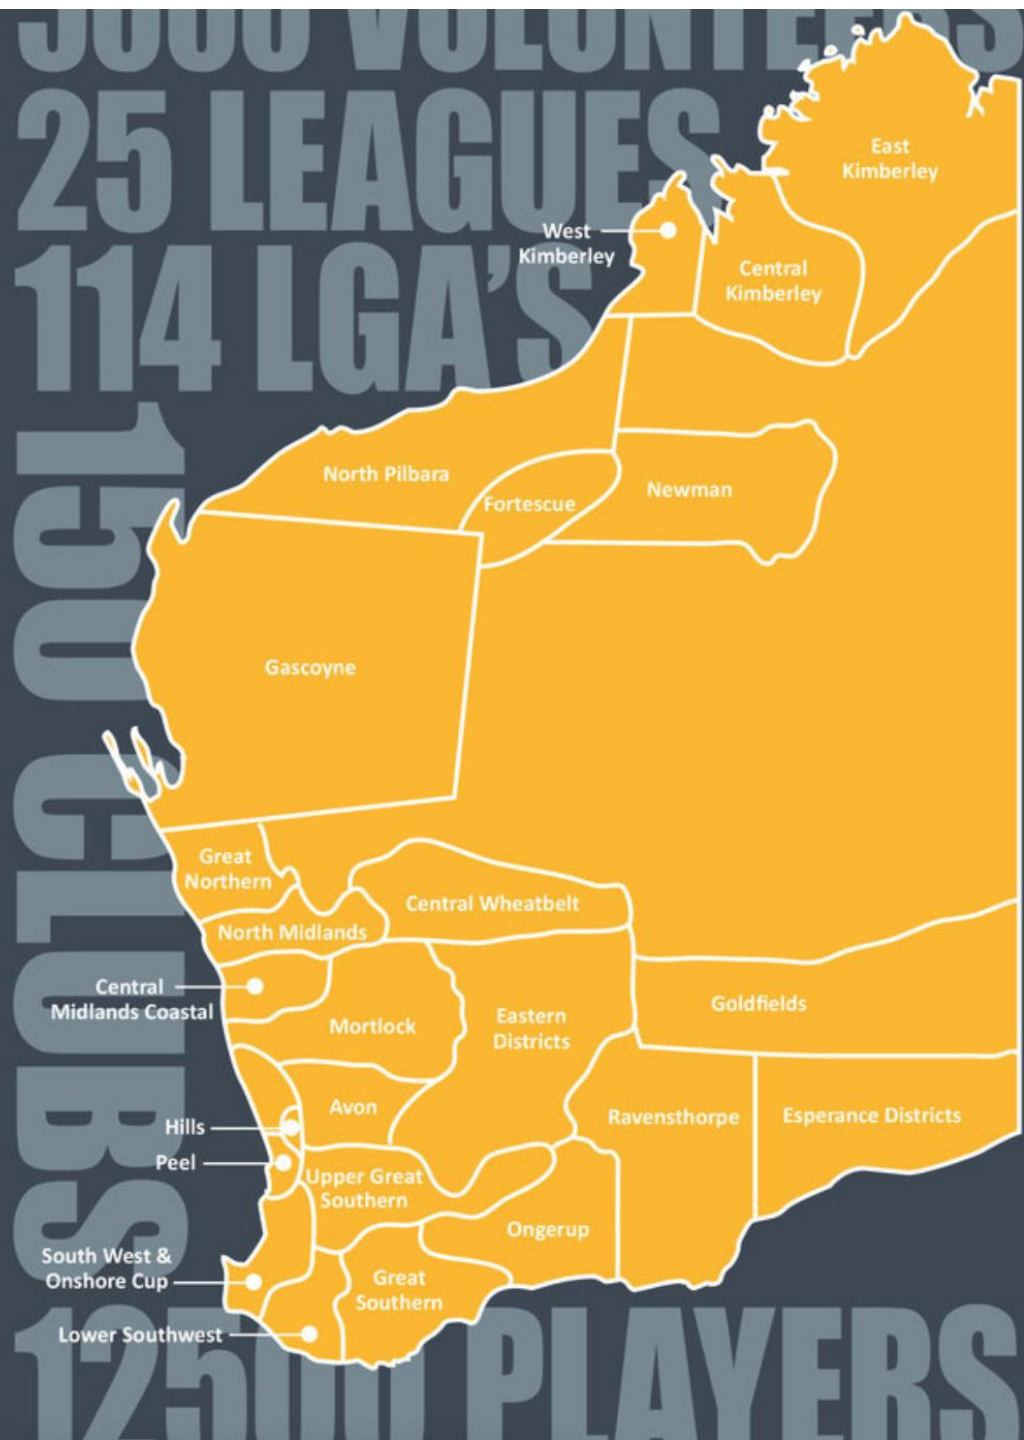 VOLUNTEERS
25 LEAGUES
114 LGA'S
150 CLUBS
12500 PLAYERS
East
Kimberley
West
Kimberley
Central
Kimberley
North Pilbara
Fortescue
Newman
Gascoyne
Great
Northern
Central Wheatbelt
North Midlands
Central
Midlands Coastal
Goldfields
Mortlock
Eastern
Districts
Avon
Ravensthorpe
Esperance Districts
Hills
Peel
Upper Great
Southern
Ongerup
South West &
Onshore Cup
Great
Southern
Lower Southwest